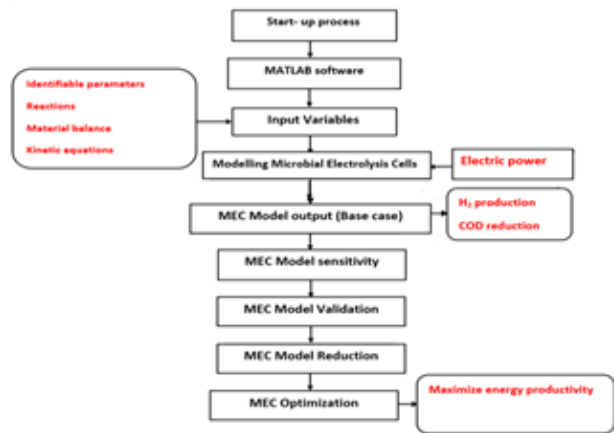 Start- up process
MATLAB software
Identifiable parameters
Reactions
Material balance
Kinetic equations
Input Variables
Modelling Microbial Electrolysis Cells
Electric power
MEC Model output (Base case)
H₂ production
COD reduction
MEC Model sensitivity
MEC Model Validation
MEC Model Reduction
MEC Optimization
Maximize energy productivity